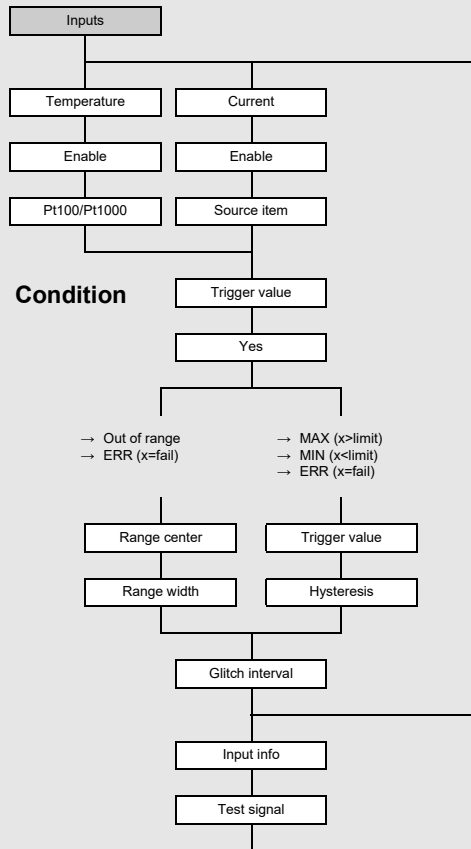 Inputs
Temperature
Current
Enable
Enable
Pt100/Pt1000
Source item
Condition
Trigger value
Yes
→ Out of range
→ ERR (x=fail)
→ MAX (x>limit)
→ MIN (x<limit)
→ ERR (x=fail)
Range center
Trigger value
Range width
Hysteresis
Glitch interval
Input info
Test signal